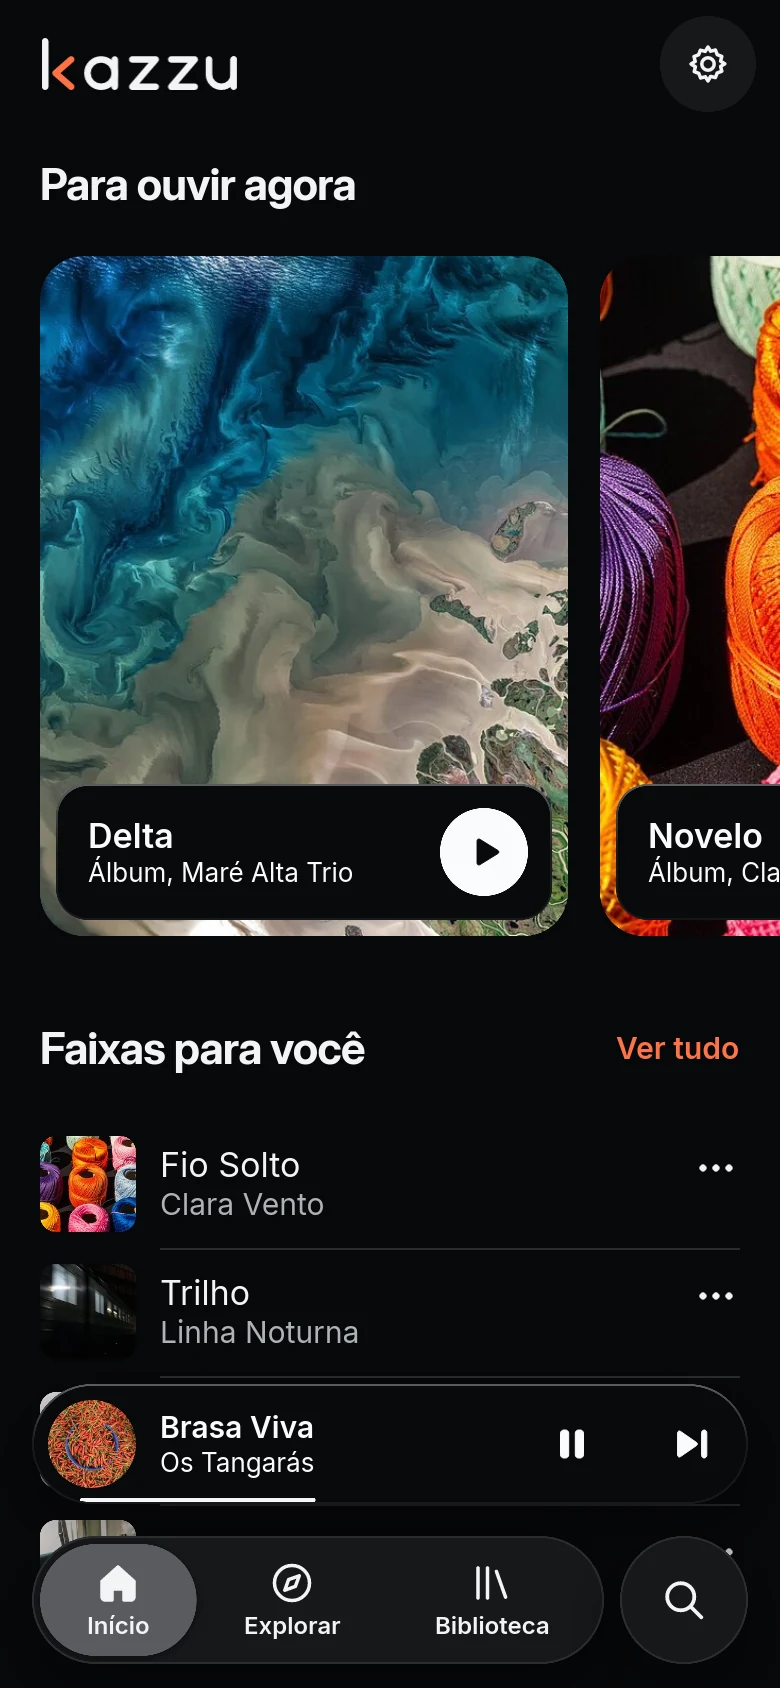 kazzu
Para ouvir agora
Delta
Álbum, Maré Alta Trio
Novelo
Álbum, Cla
Faixas para você
Ver tudo
Fio Solto
Clara Vento
Trilho
Linha Noturna
Brasa Viva
Os Tangarás
Início
Explorar
Biblioteca